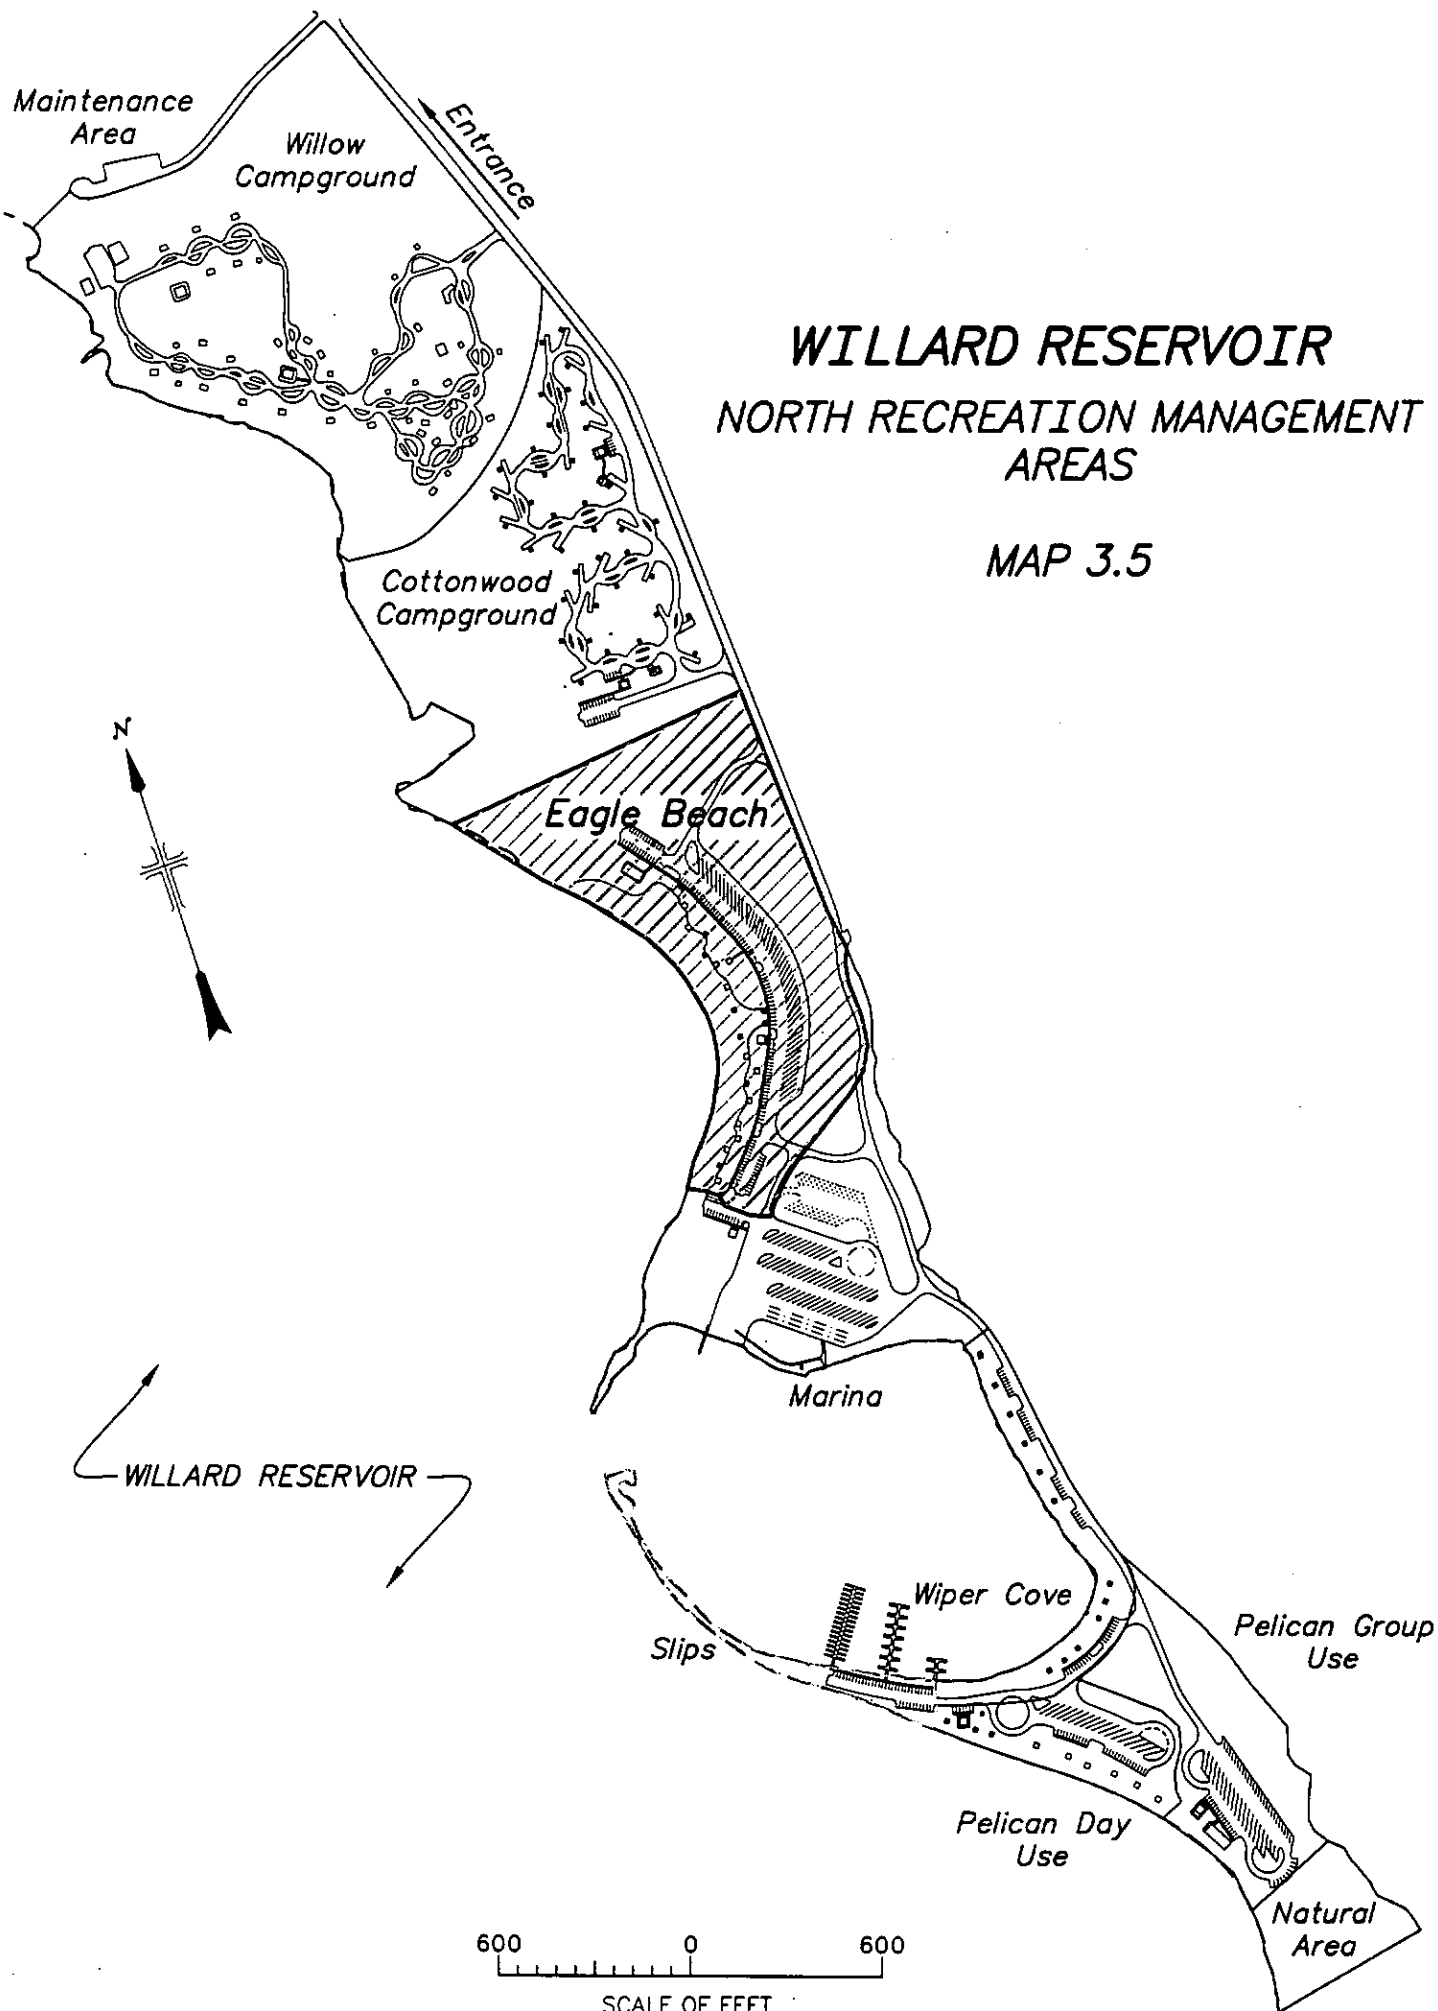 Maintenance
Area
Willow
Campground
Entrance
WILLARD RESERVOIR
NORTH RECREATION MANAGEMENT
AREAS
MAP 3.5
Cottonwood
Campground
N
Eagle Beach
Marina
WILLARD RESERVOIR
Wiper Cove
Slips
Pelican Group
Use
Pelican Day
Use
Natural
Area
600 0 600
SCALE OF FEET